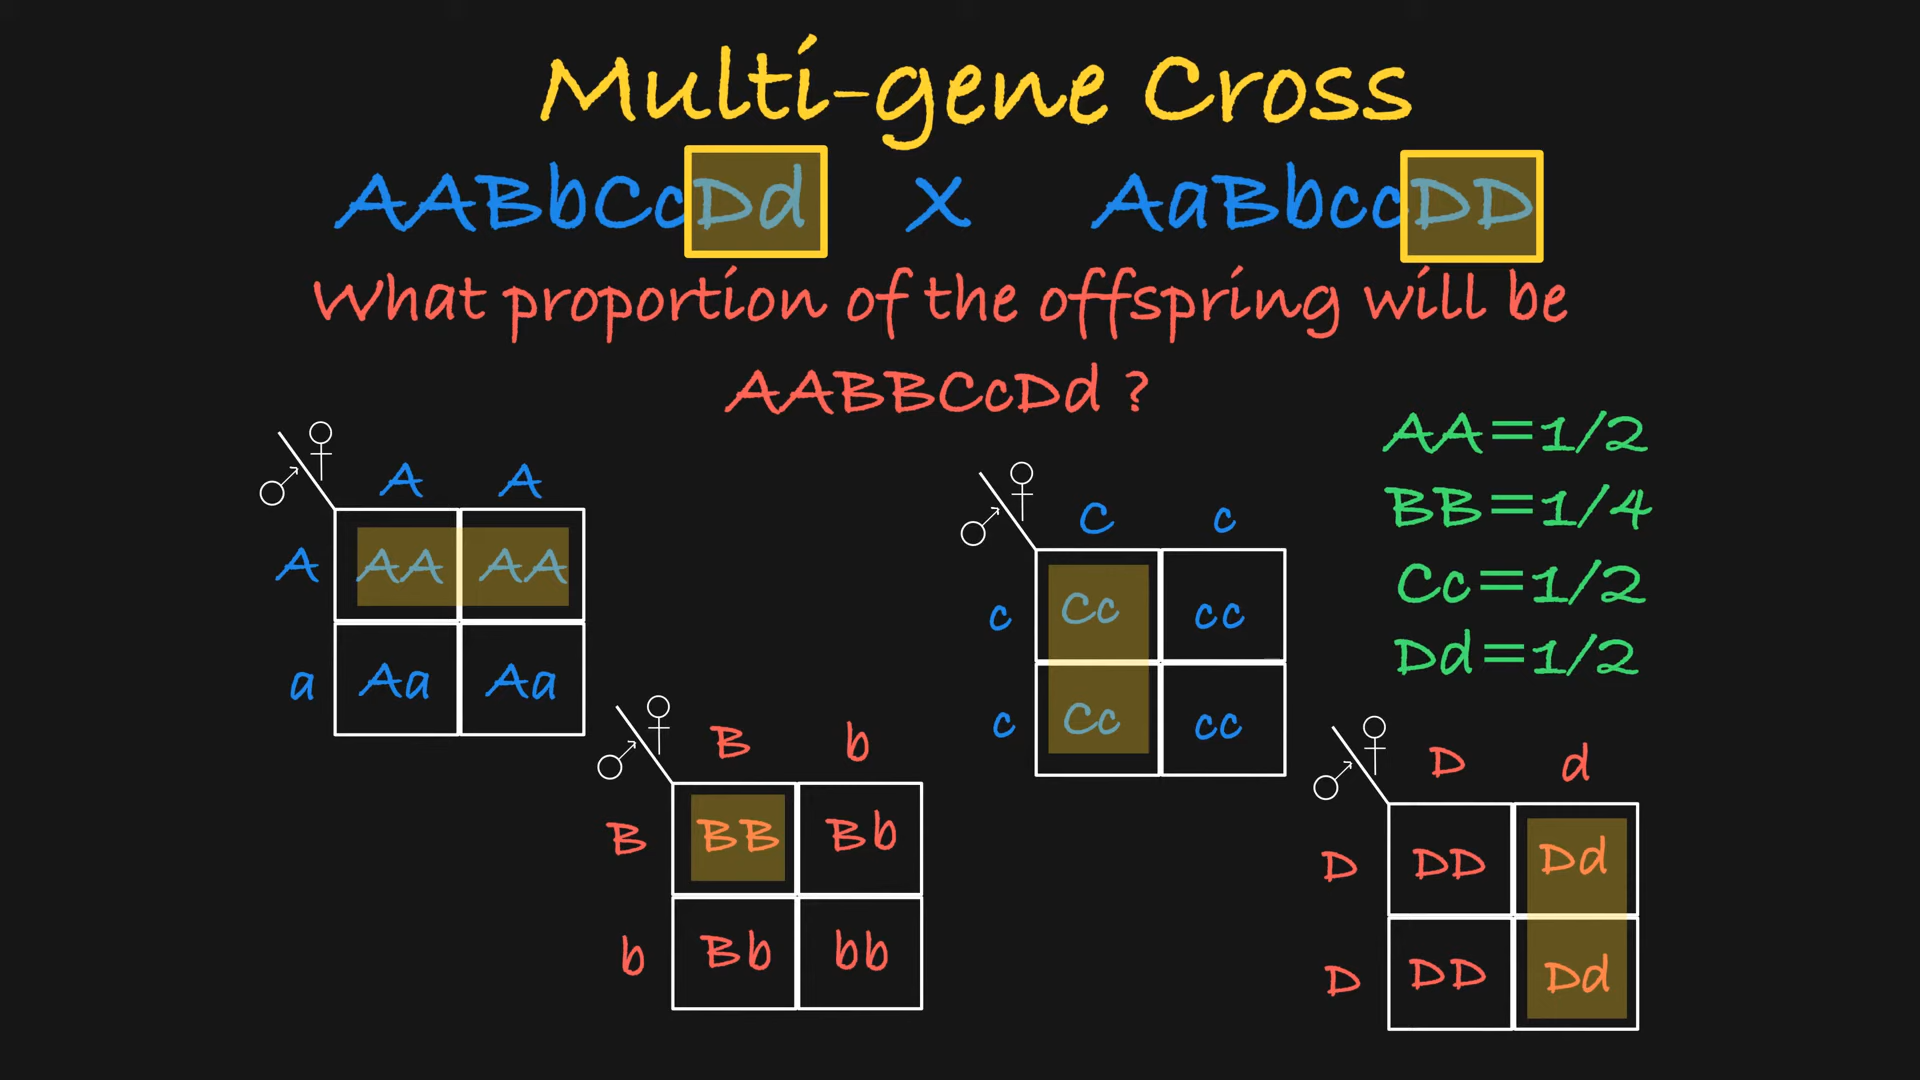 Multi-gene Cross
AABbCcDd X AaBbccDD
What proportion of the offspring will be
AABBCcDd ?
AA=1/2
BB=1/4
Cc=1/2
Dd=1/2
A A
A AA AA
a Aa Aa
B b
B BB Bb
b Bb bb
C c
c Cc cc
c Cc cc
D d
D DD Dd
D DD Dd